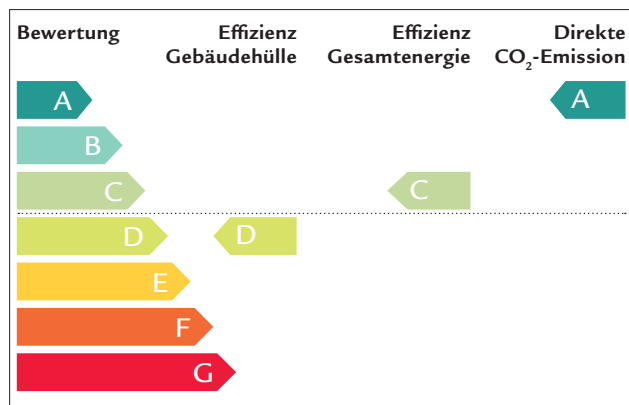 Bewertung Effizienz Effizienz Direkte
Gebäudehülle Gesamtenergie CO₂-Emission
A A
B
C C
D D
E
F
G